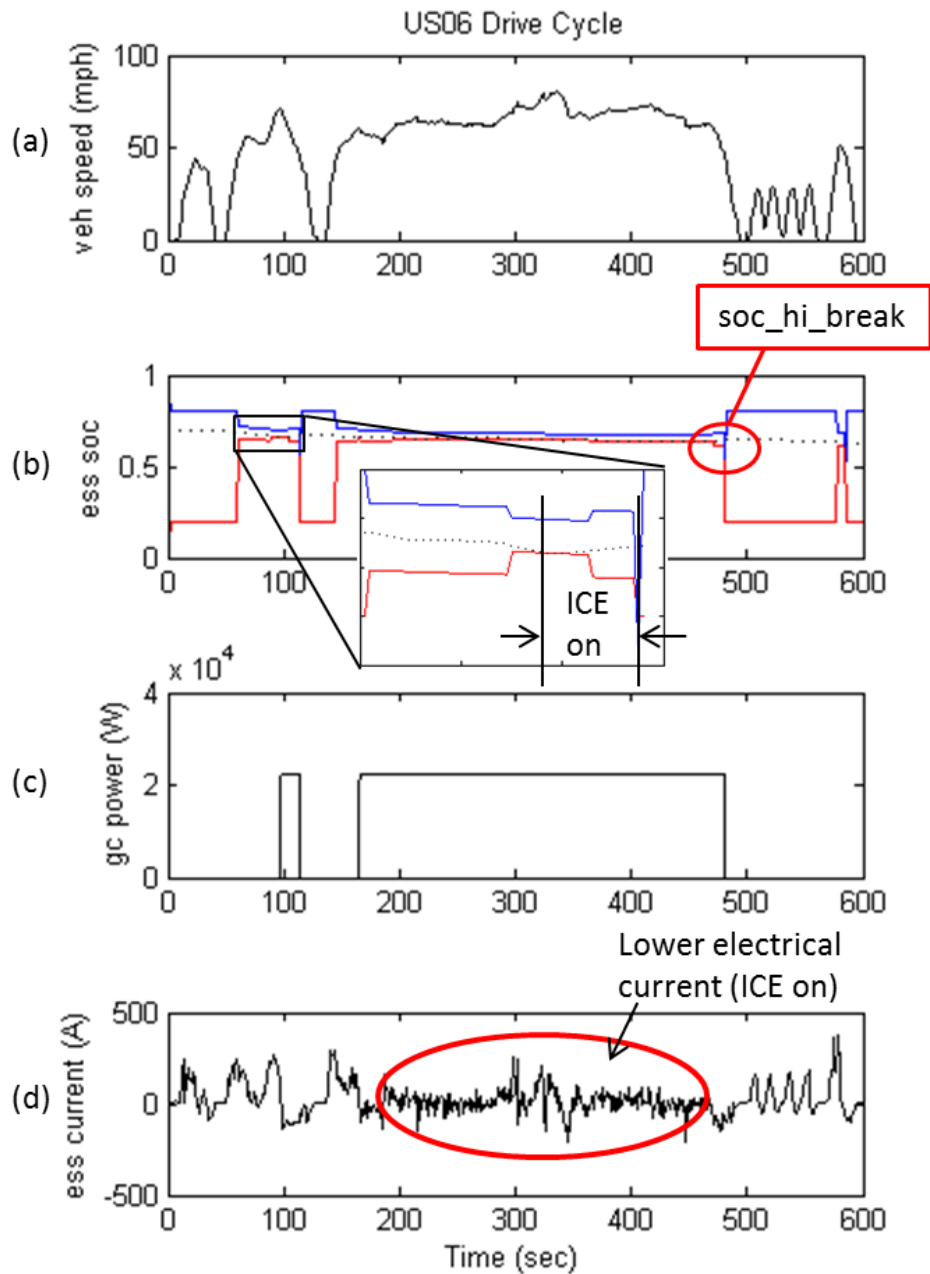 US06 Drive Cycle
(a)
veh speed (mph)
100
50
0
0 100 200 300 400 500 600
soc_hi_break
(b)
ess soc
1
0.5
0
0 100 200 300 400 500 600
ICE
on
x 10^4
(c)
gc power (W)
4
2
0
0 100 200 300 400 500 600
Lower electrical
current (ICE on)
(d)
ess current (A)
500
0
-500
0 100 200 300 400 500 600
Time (sec)